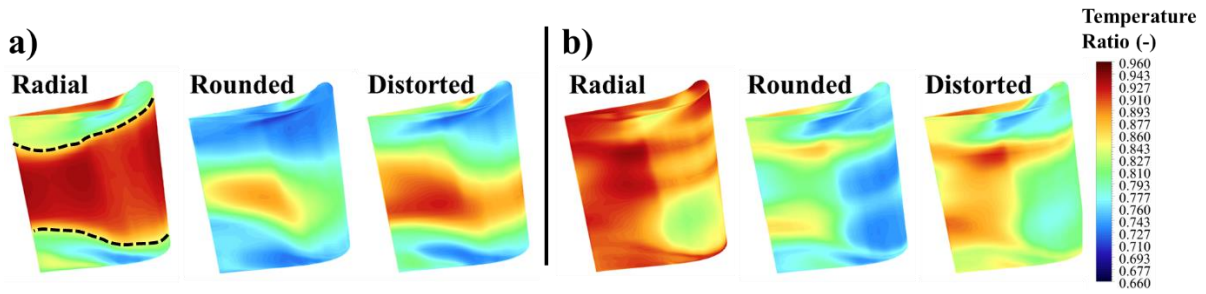 a)
Radial
Rounded
Distorted
b)
Radial
Rounded
Distorted
Temperature
Ratio (-)
0.960
0.943
0.927
0.910
0.893
0.877
0.860
0.843
0.827
0.810
0.793
0.777
0.760
0.743
0.727
0.710
0.693
0.677
0.660